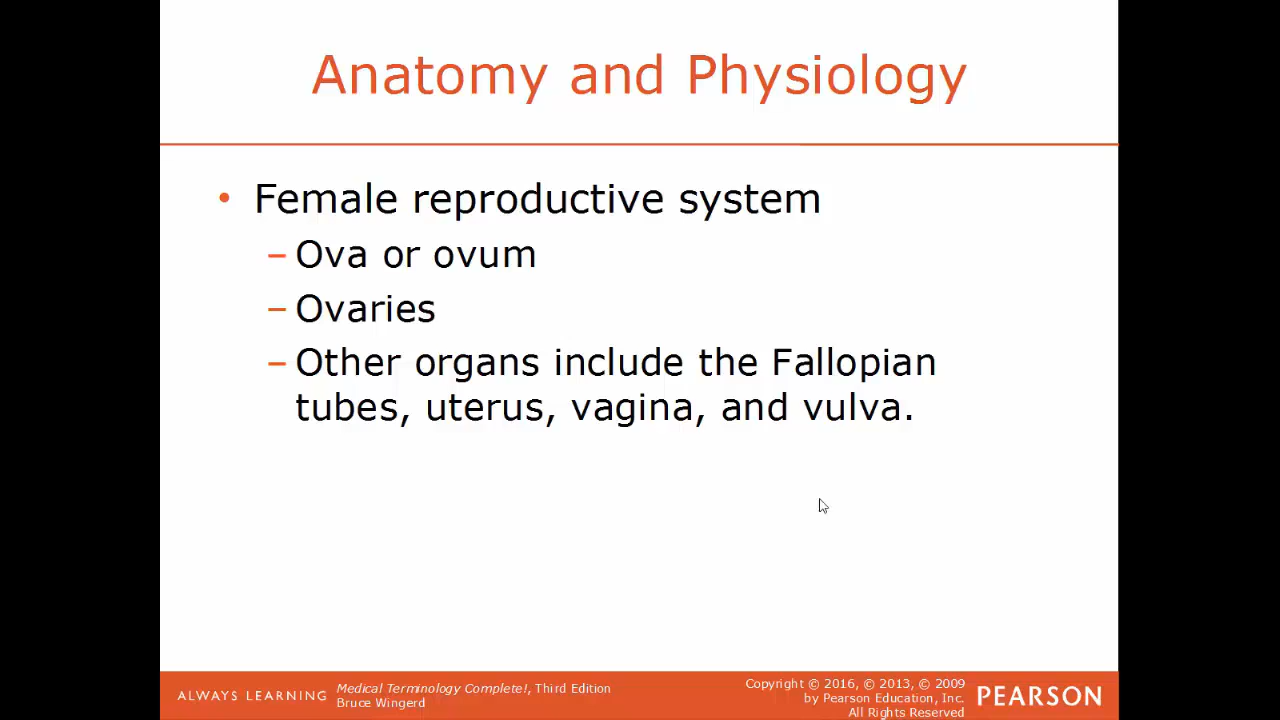 Anatomy and Physiology
• Female reproductive system
– Ova or ovum
– Ovaries
– Other organs include the Fallopian
tubes, uterus, vagina, and vulva.
ALWAYS LEARNING
Medical Terminology Complete!, Third Edition
Bruce Wingerd
Copyright © 2016, © 2013, © 2009
by Pearson Education, Inc.
All Rights Reserved
PEARSON